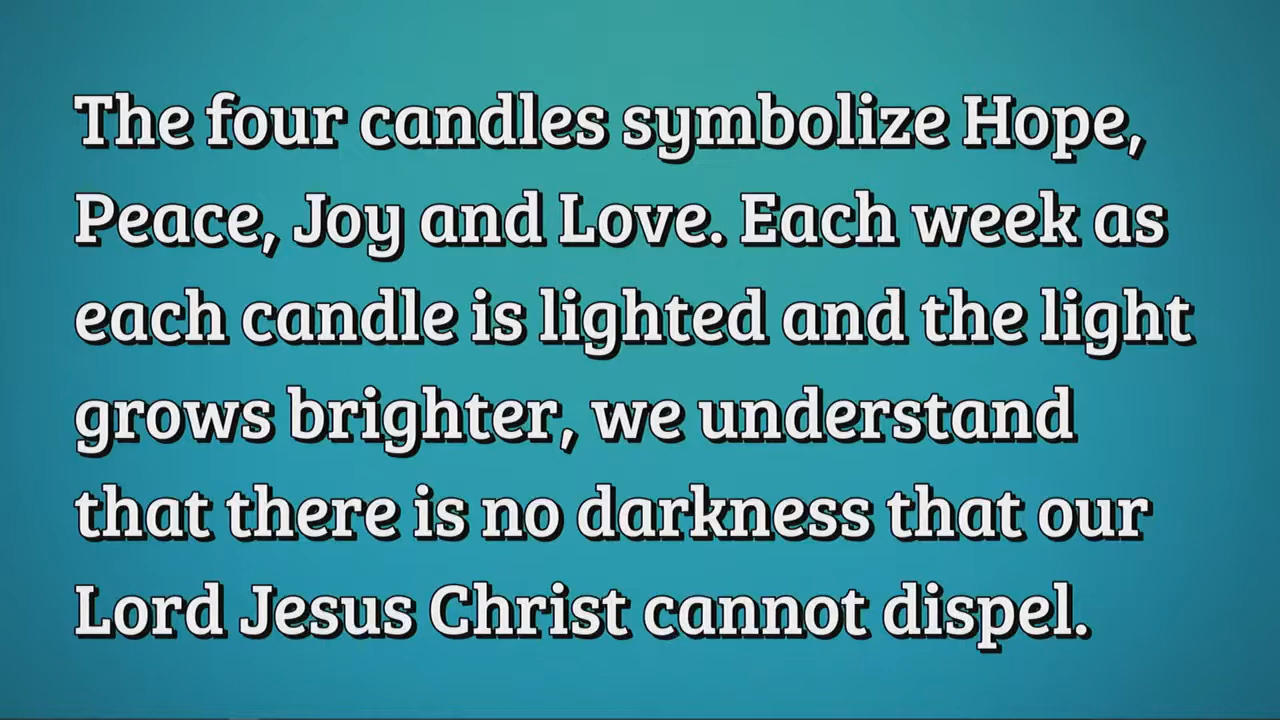 The four candles symbolize Hope,
Peace, Joy and Love. Each week as
each candle is lighted and the light
grows brighter, we understand
that there is no darkness that our
Lord Jesus Christ cannot dispel.